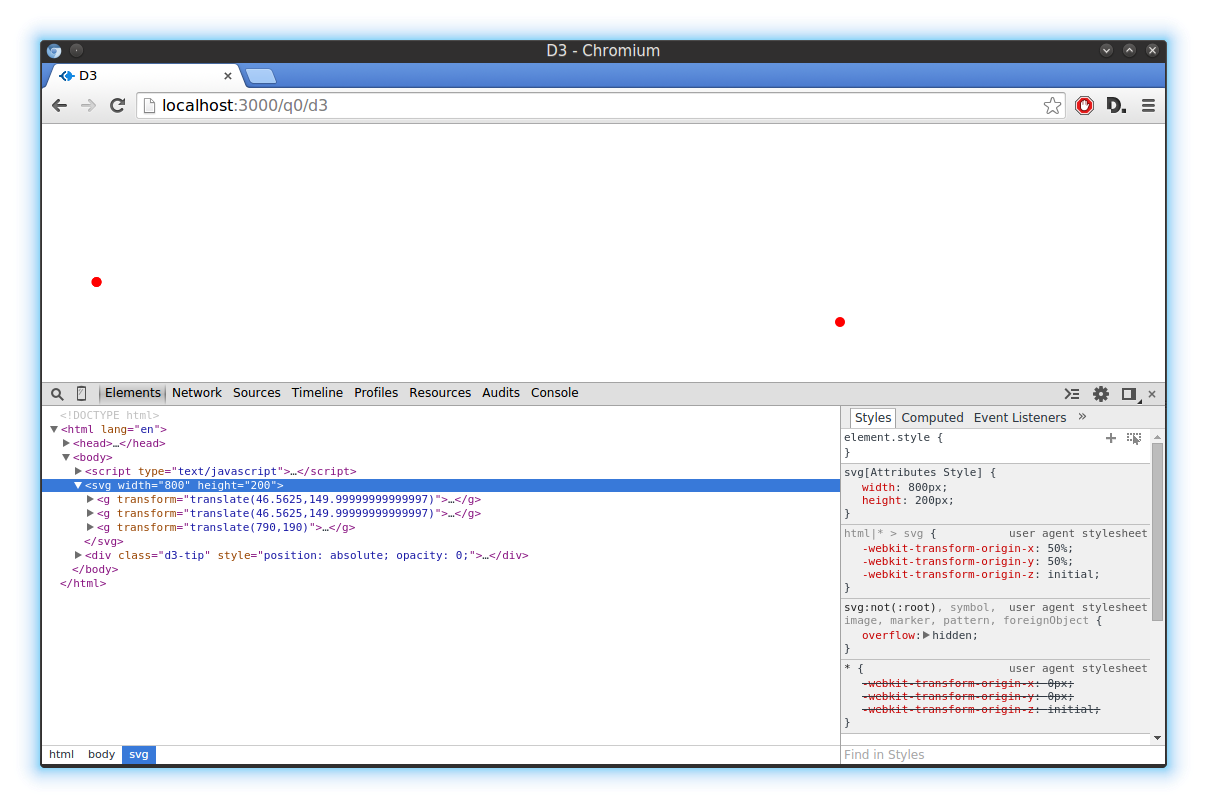 D3 - Chromium
D3
localhost:3000/q0/d3
D.
Elements Network Sources Timeline Profiles Resources Audits Console
<!DOCTYPE html>
<html lang="en">
<head>…</head>
<body>
<script type="text/javascript">…</script>
<svg width="800" height="200">
<g transform="translate(46.5625,149.99999999999997)">…</g>
<g transform="translate(46.5625,149.99999999999997)">…</g>
<g transform="translate(790,190)">…</g>
</svg>
<div class="d3-tip" style="position: absolute; opacity: 0;">…</div>
</body>
</html>
html body svg
Styles Computed Event Listeners »
element.style {
}
svg[Attributes Style] {
width: 800px;
height: 200px;
}
html|* > svg { user agent stylesheet
-webkit-transform-origin-x: 50%;
-webkit-transform-origin-y: 50%;
-webkit-transform-origin-z: initial;
}
svg:not(:root), symbol, user agent stylesheet
image, marker, pattern, foreignObject {
overflow: hidden;
}
* { user agent stylesheet
-webkit-transform-origin-x: 0px;
-webkit-transform-origin-y: 0px;
-webkit-transform-origin-z: initial;
}
Find in Styles